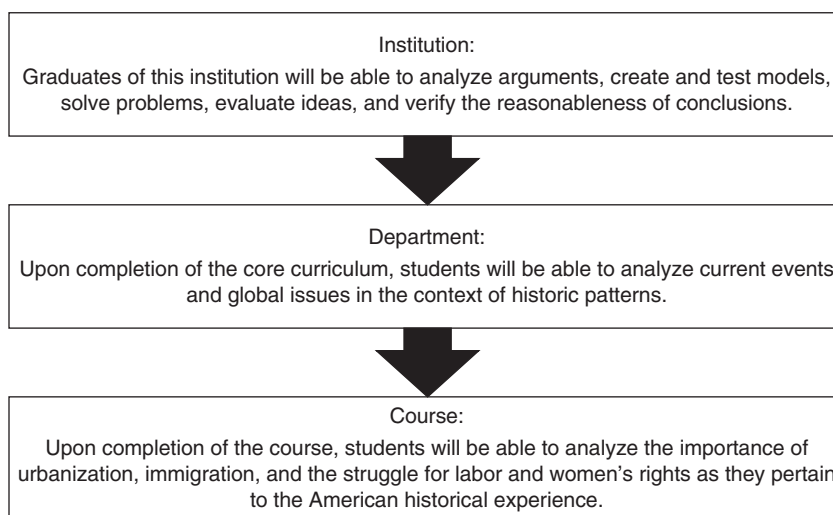 Institution:
Graduates of this institution will be able to analyze arguments, create and test models,
solve problems, evaluate ideas, and verify the reasonableness of conclusions.
Department:
Upon completion of the core curriculum, students will be able to analyze current events
and global issues in the context of historic patterns.
Course:
Upon completion of the course, students will be able to analyze the importance of
urbanization, immigration, and the struggle for labor and women’s rights as they pertain
to the American historical experience.